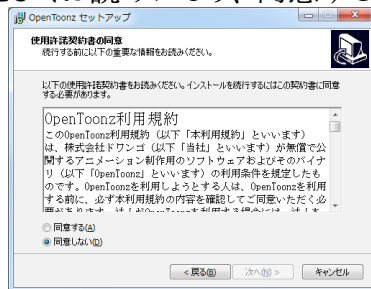 OpenToonz セットアップ
使用許諾契約書の同意
続行する前に以下の重要な情報をお読みください。
以下の使用許諾契約書をお読みください。インストールを続行するにはこの契約書に同意
する必要があります。
OpenToonz利用規約
このOpenToonz利用規約（以下「本利用規約」といいます）
は、株式会社ドワンゴ（以下「当社」といいます）が無償で公
開するアニメーション制作用のソフトウェアおよびそのバイナ
リ（以下「OpenToonz」といいます）の利用条件を規定したも
のです。OpenToonzを利用しようとする人は、OpenToonzを利用
する前に、必ず本利用規約の内容を確認してご同意いただく必
同意する(A)
同意しない(D)
< 戻る(B)
次へ(N) >
キャンセル